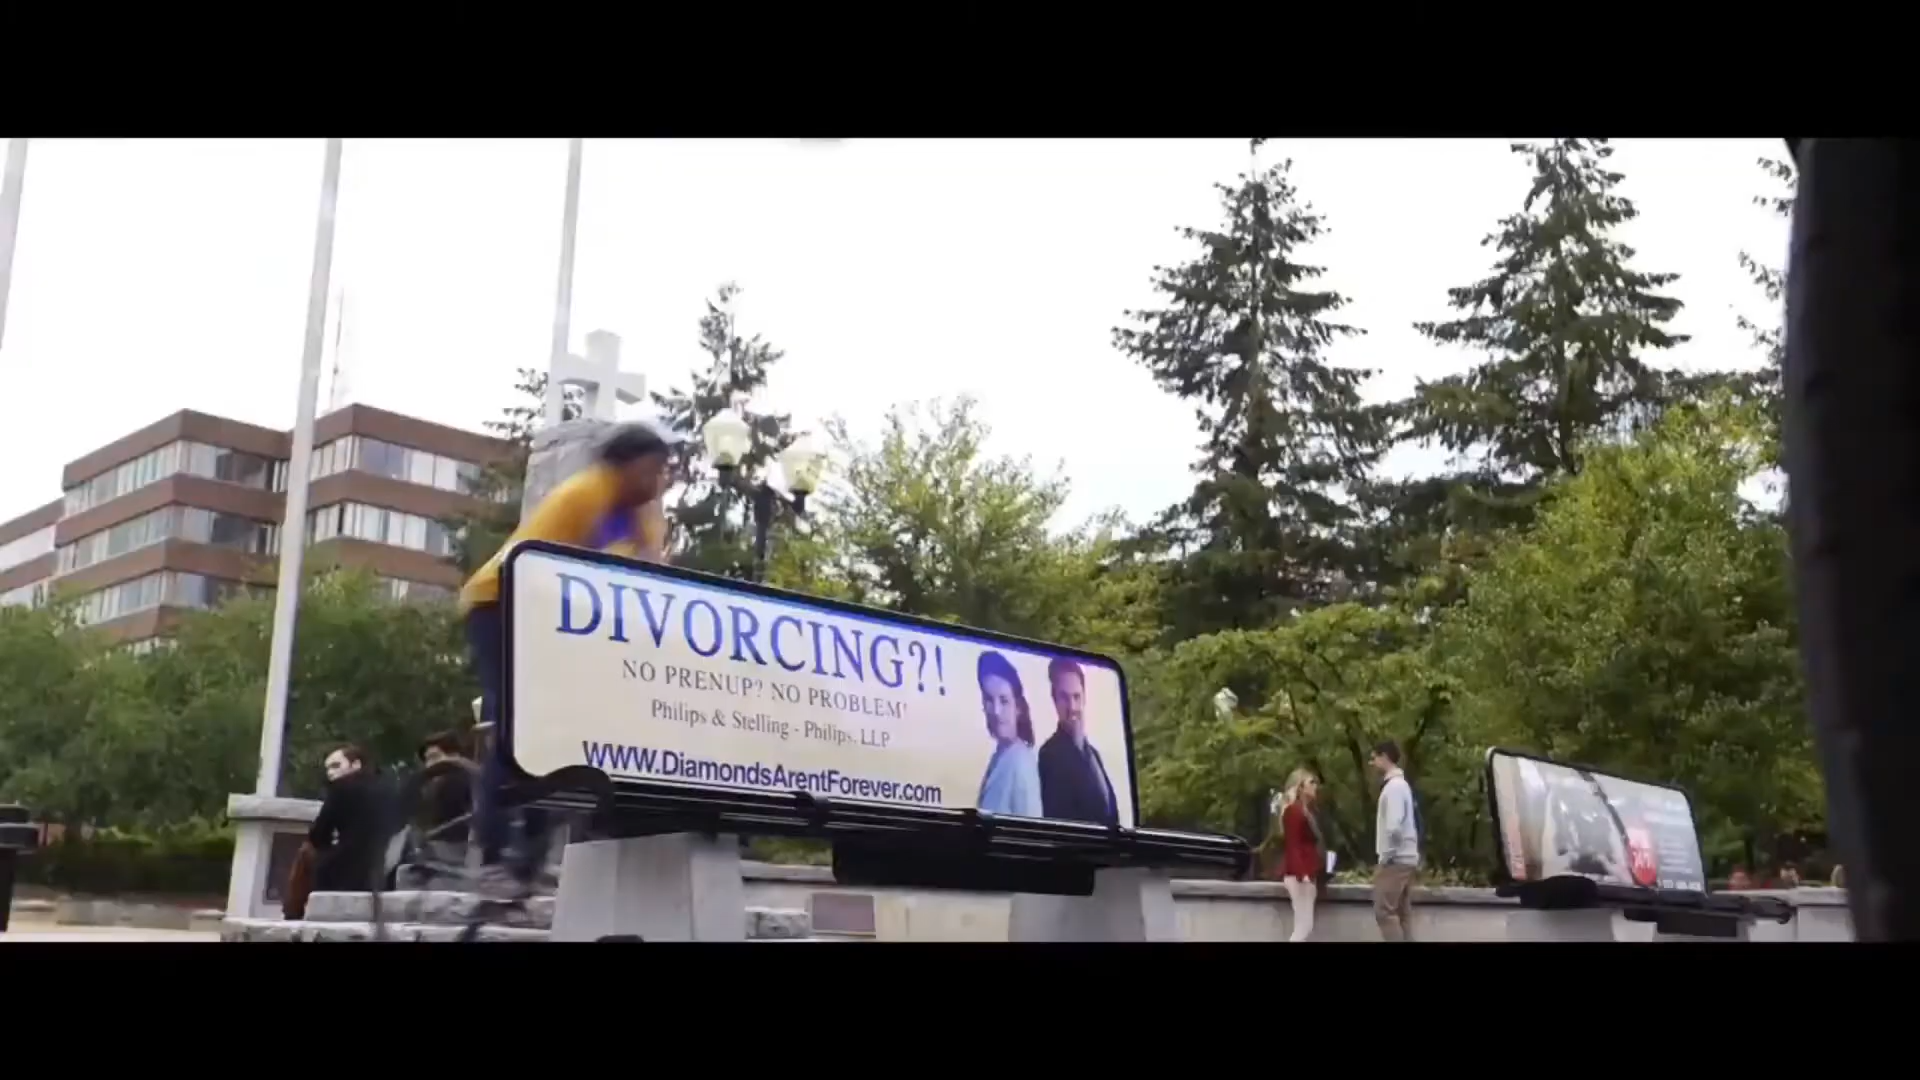 DIVORCING?!
NO PRENUP? NO PROBLEM!
Philips & Stelling - Philips, LLP
WWW.DiamondsArentForever.com